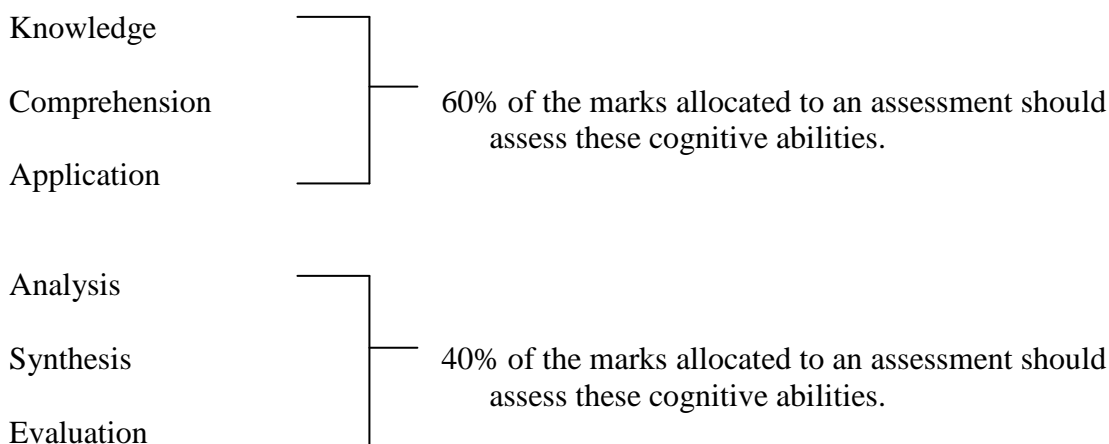 Knowledge
Comprehension 60% of the marks allocated to an assessment should
assess these cognitive abilities.
Application
Analysis
Synthesis 40% of the marks allocated to an assessment should
assess these cognitive abilities.
Evaluation